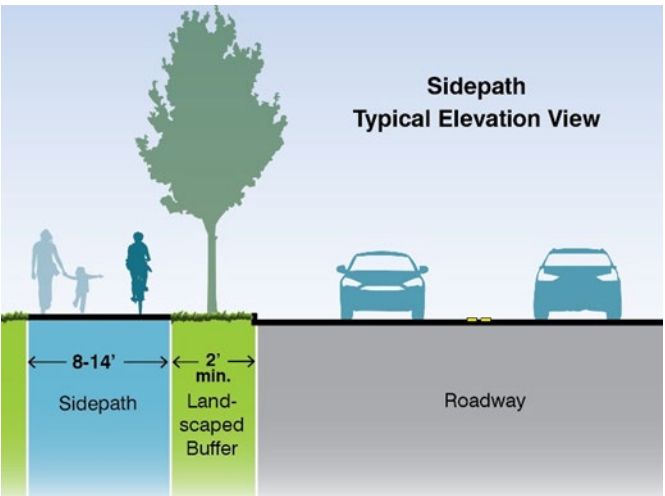 Sidepath
Typical Elevation View
8-14’
2’
min.
Sidepath
Land-
scaped
Buffer
Roadway